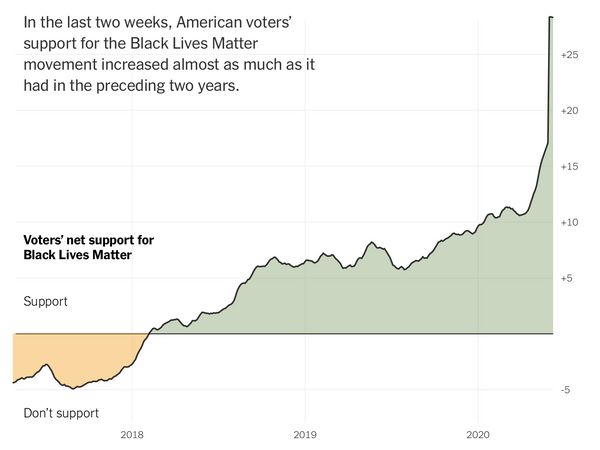 In the last two weeks, American voters’
support for the Black Lives Matter
movement increased almost as much as it
had in the preceding two years.
+25
+20
+15
+10
Voters’ net support for
Black Lives Matter
+5
Support
-5
Don’t support
2018
2019
2020